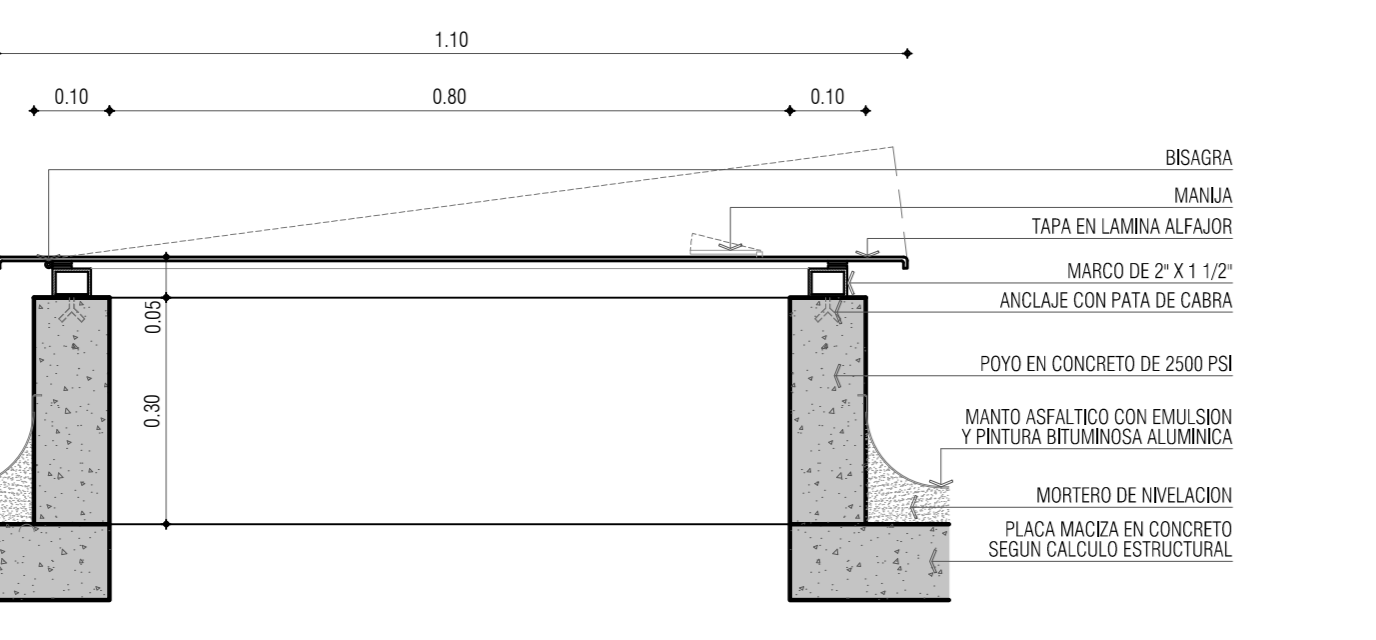 1.10
0.10
0.80
0.10
BISAGRA
MANIJA
TAPA EN LAMINA ALFAJOR
MARCO DE 2" X 1 1/2"
ANCLAJE CON PATA DE CABRA
0.05
POYO EN CONCRETO DE 2500 PSI
0.30
MANTO ASFALTICO CON EMULSION
Y PINTURA BITUMINOSA ALUMINICA
MORTERO DE NIVELACION
PLACA MACIZA EN CONCRETO
SEGUN CALCULO ESTRUCTURAL